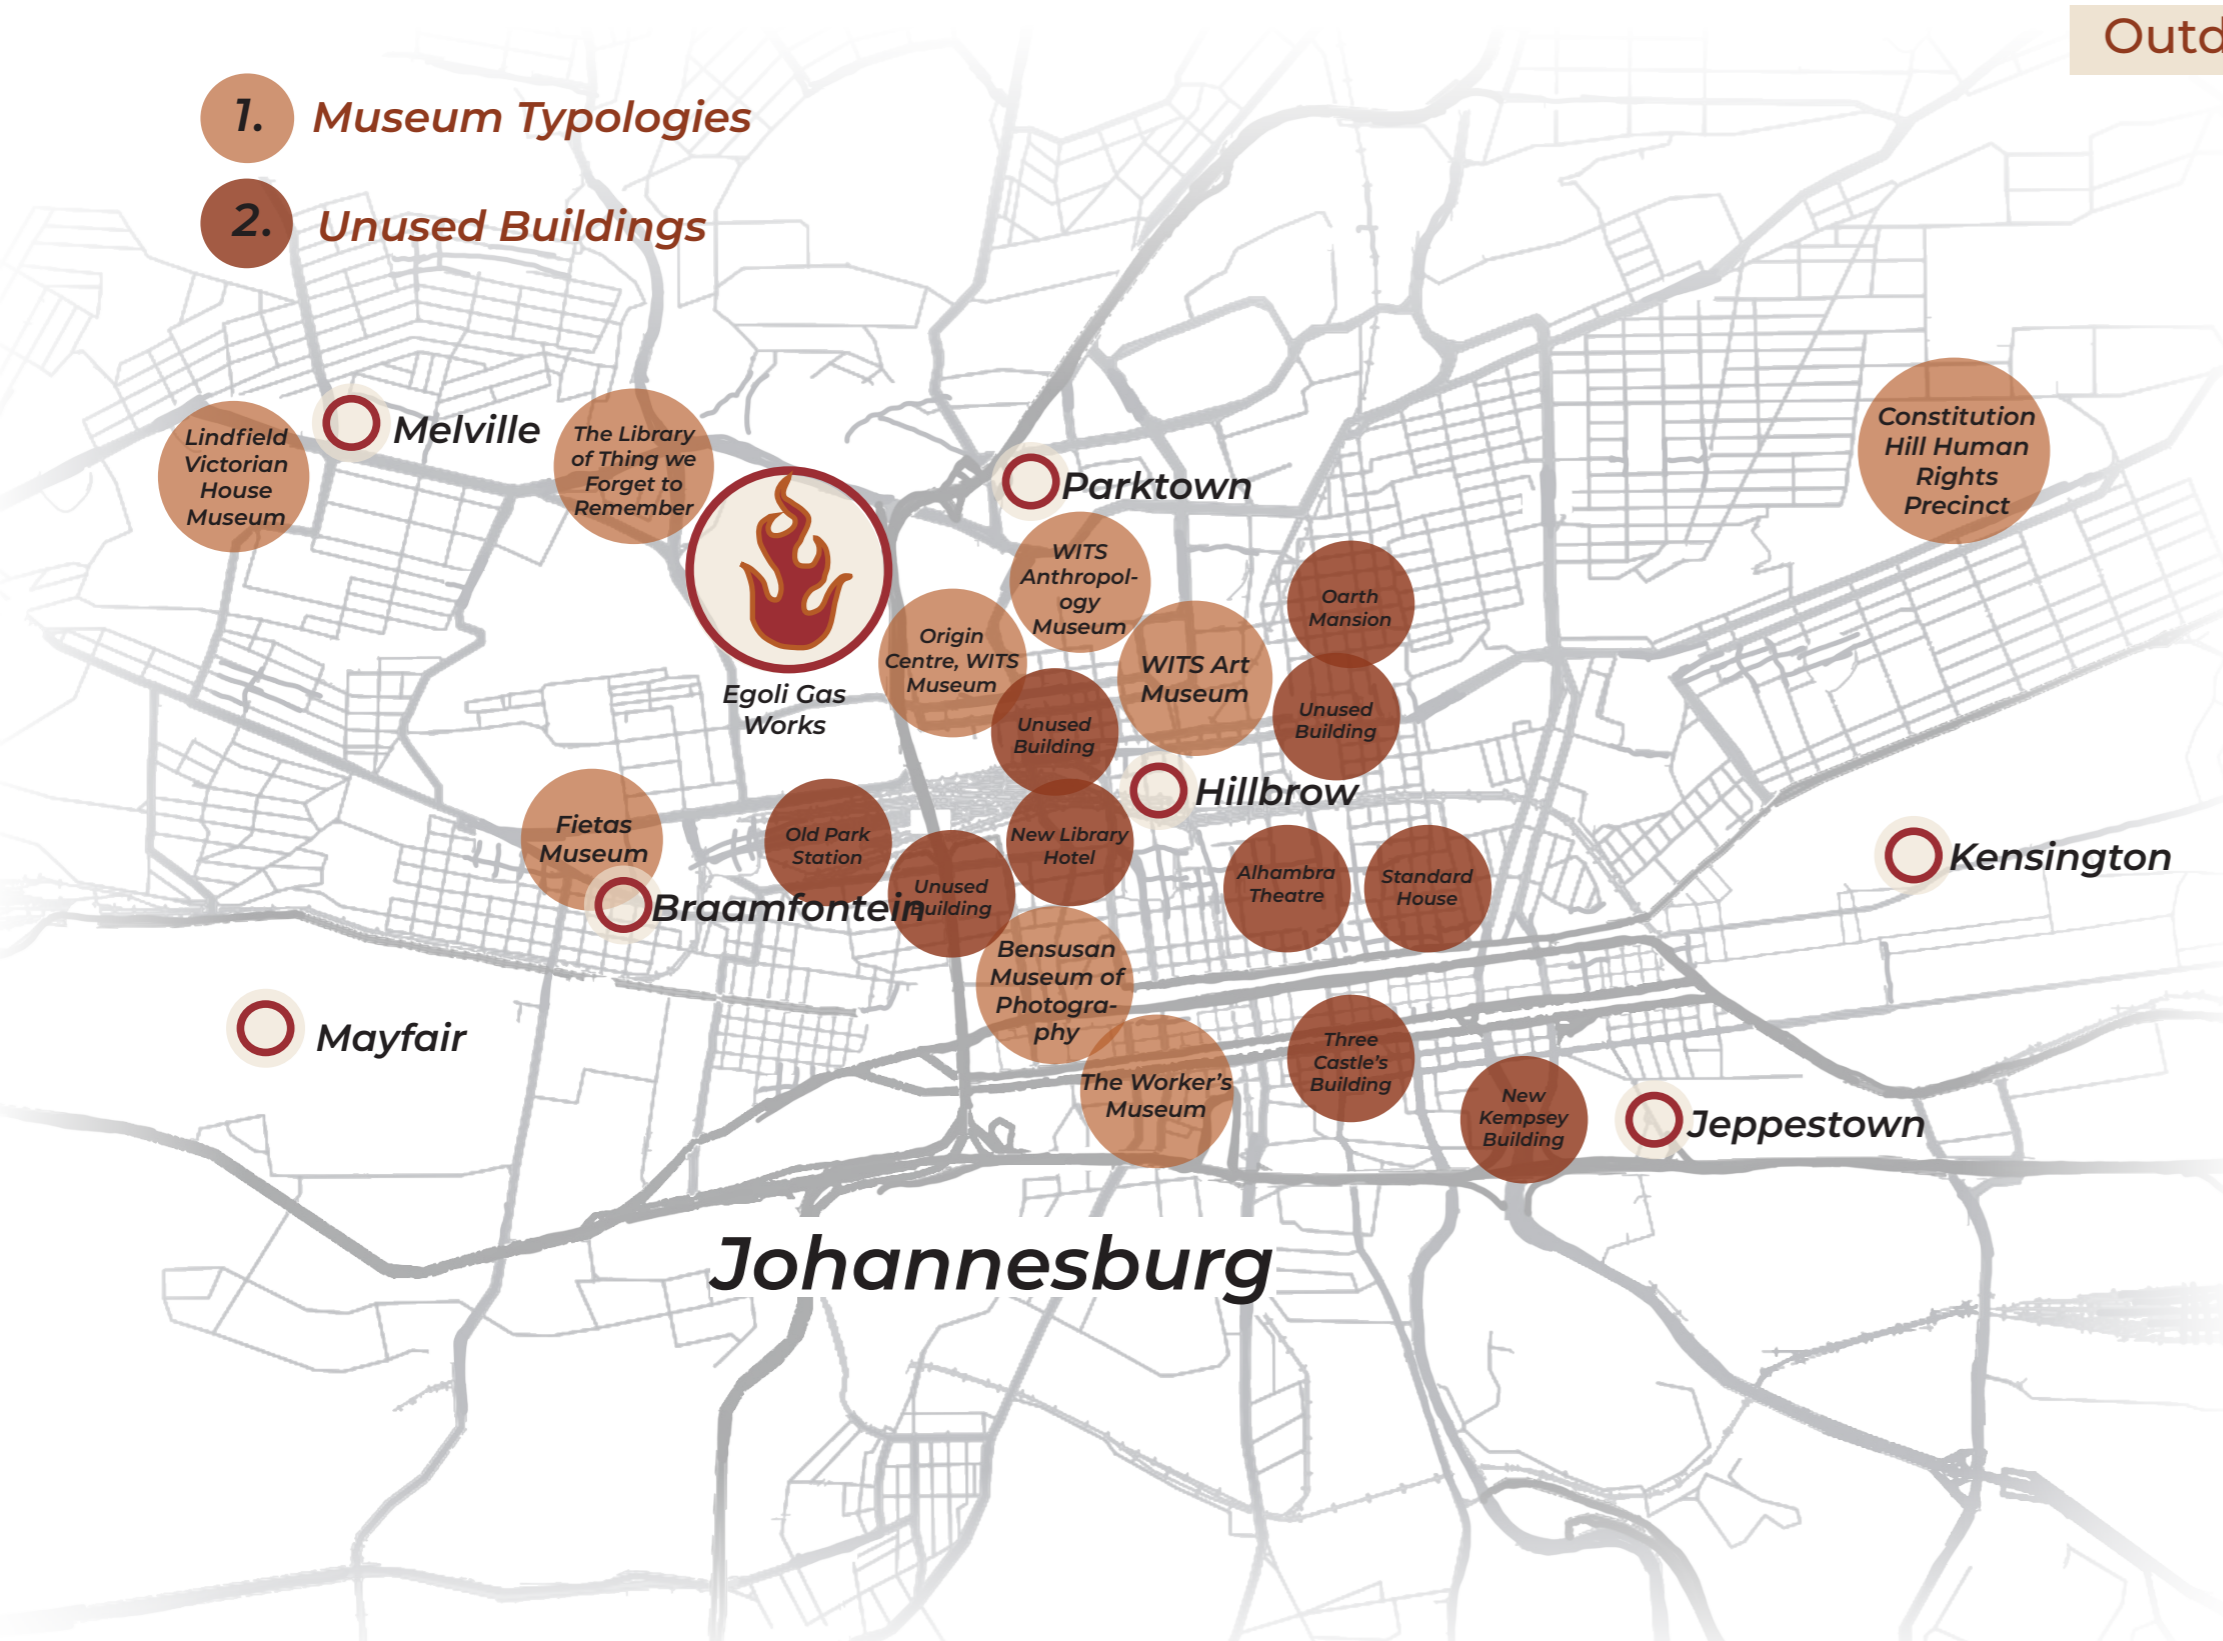 Outd
1.
Museum Typologies
2.
Unused Buildings
Lindfield
Victorian
House
Museum
Melville
The Library
of Thing we
Forget to
Remember
Parktown
Constitution
Hill Human
Rights
Precinct
WITS
Anthropol-
ogy
Museum
Oarth
Mansion
Origin
Centre, WITS
Museum
WITS Art
Museum
Egoli Gas
Works
Unused
Building
Unused
Building
Hillbrow
Fietas
Museum
Old Park
Station
New Library
Hotel
Alhambra
Theatre
Standard
House
Kensington
Braamfontein
Unused
Building
Bensusan
Museum of
Photogra-
phy
Mayfair
The Worker's
Museum
Three
Castle's
Building
New
Kempsey
Building
Jeppestown
Johannesburg